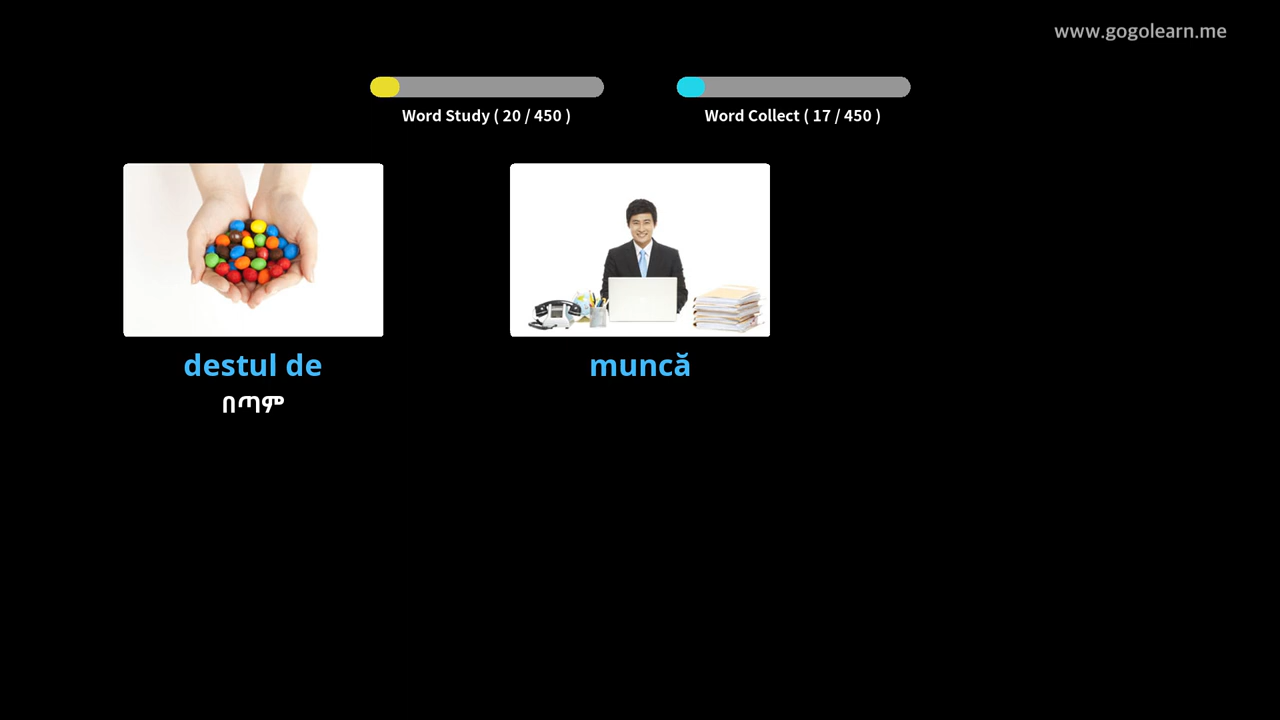 www.gogolearn.me
Word Study ( 20 / 450 )
Word Collect ( 17 / 450 )
destul de
በጣም
muncă